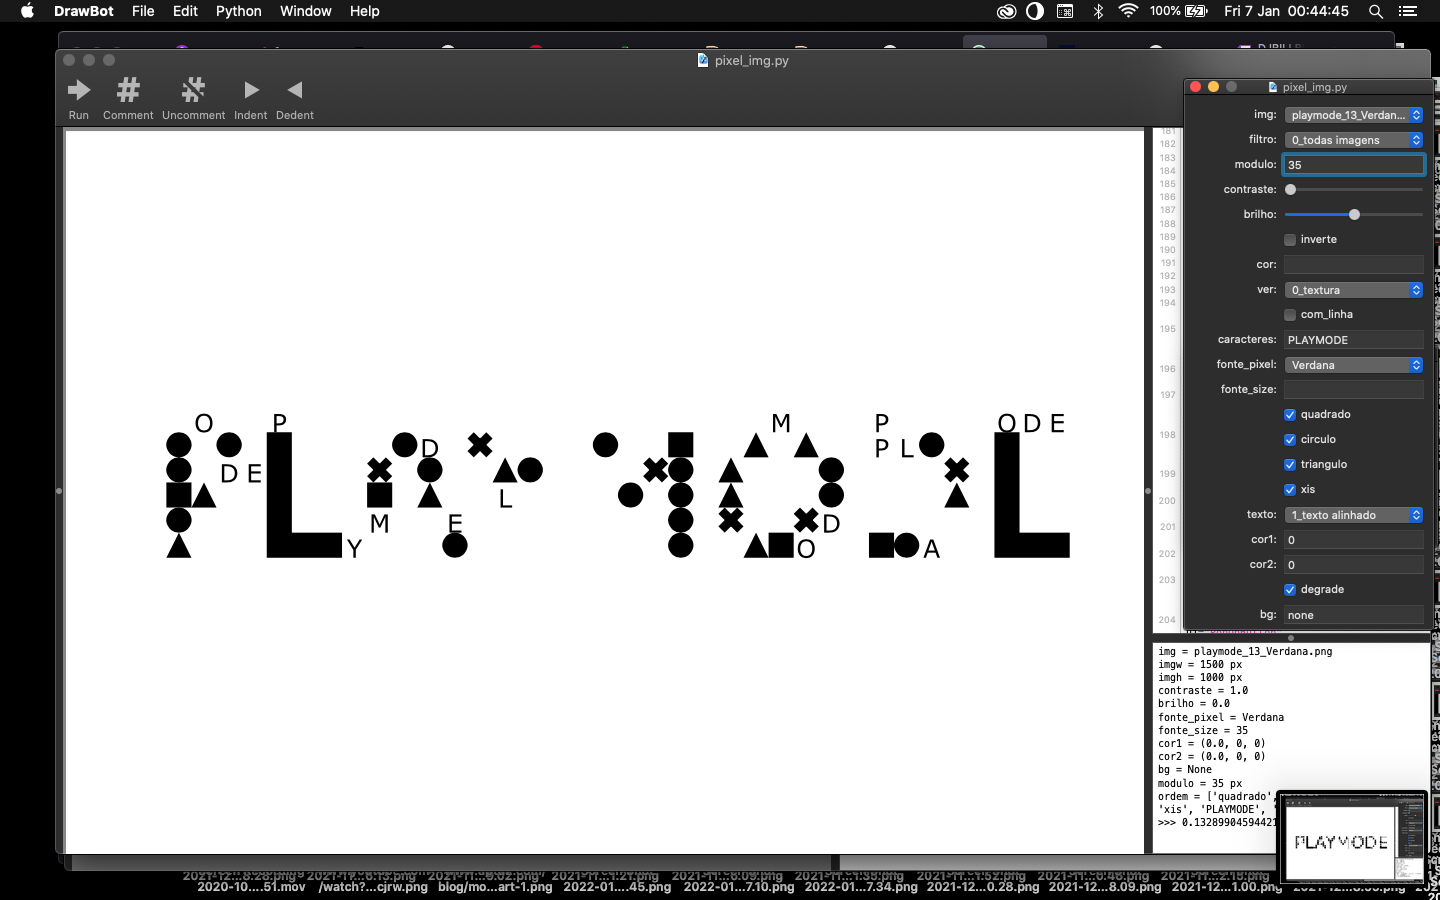 DrawBot File Edit Python Window Help 100% Fri 7 Jan 00:44:45
pixel_img.py
Run Comment Uncomment Indent Dedent
pixel_img.py
img: playmode_13_Verdan...
filtro: 0_todas imagens
modulo: 35
contraste:
brilho:
inverte
cor:
ver: 0_textura
com_linha
caracteres: PLAYMODE
fonte_pixel: Verdana
fonte_size:
quadrado
circulo
triangulo
xis
texto: 1_texto alinhado
cor1: 0
cor2: 0
degrade
bg: none
O P M P ODE
D P L
D E
L
M E D
Y O A
181
182
183
184
185
186
187
188
189
190
191
192
193
194
195
196
197
198
199
200
201
202
203
204
img = playmode_13_Verdana.png
imgw = 1500 px
imgh = 1000 px
contraste = 1.0
brilho = 0.0
fonte_pixel = Verdana
fonte_size = 35
cor1 = (0.0, 0, 0)
cor2 = (0.0, 0, 0)
bg = None
modulo = 35 px
ordem = ['quadrado',
'xis', 'PLAYMODE',
>>> 0.13289904594421
PLAYMODE
2020-10....51.mov /watch?...cjrw.png blog/mo...art-1.png 2022-01....45.png 2022-01...7.10.png 2022-01...7.34.png 2021-12...0.28.png 2021-12...8.09.png 2021-12...1.00.png